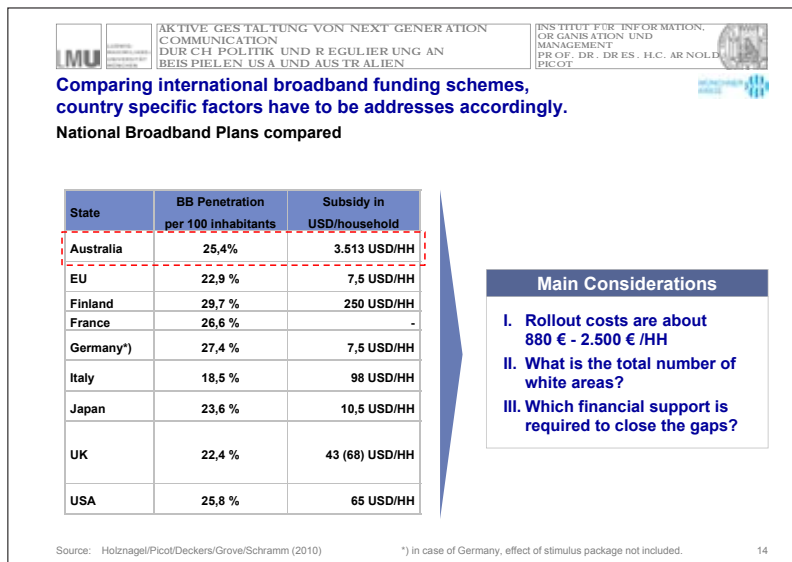 LMU
LUDWIG-
MAXIMILIANS-
UNIVERSITÄT
MÜNCHEN
AKTIVE GESTALTUNG VON NEXT GENERATION
COMMUNICATION
DURCH POLITIK UND REGULIERUNG AN
BEISPIELEN USA UND AUSTRALIEN
INSTITUT FÜR INFORMATION,
ORGANISATION UND
MANAGEMENT
PROF. DR. DRES. H.C. ARNOLD
PICOT
Comparing international broadband funding schemes,
country specific factors have to be addresses accordingly.
MÜNCHNER
KREIS
National Broadband Plans compared
State BB Penetration per 100 inhabitants Subsidy in USD/household
Australia 25,4% 3.513 USD/HH
EU 22,9 % 7,5 USD/HH
Finland 29,7 % 250 USD/HH
France 26,6 % -
Germany*) 27,4 % 7,5 USD/HH
Italy 18,5 % 98 USD/HH
Japan 23,6 % 10,5 USD/HH
UK 22,4 % 43 (68) USD/HH
USA 25,8 % 65 USD/HH
Main Considerations
I. Rollout costs are about
880 € - 2.500 € /HH
II. What is the total number of
white areas?
III. Which financial support is
required to close the gaps?
Source: Holznagel/Picot/Deckers/Grove/Schramm (2010) *) in case of Germany, effect of stimulus package not included. 14